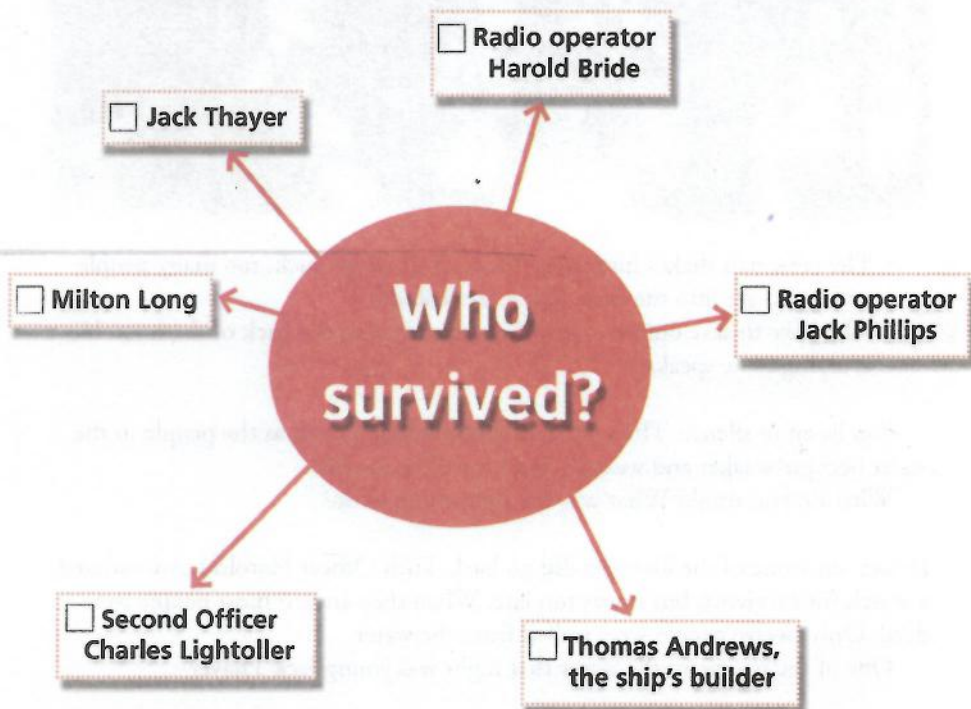 Radio operator
Harold Bride
Jack Thayer
Who
survived?
Milton Long
Radio operator
Jack Phillips
Second Officer
Charles Lightoller
Thomas Andrews,
the ship's builder